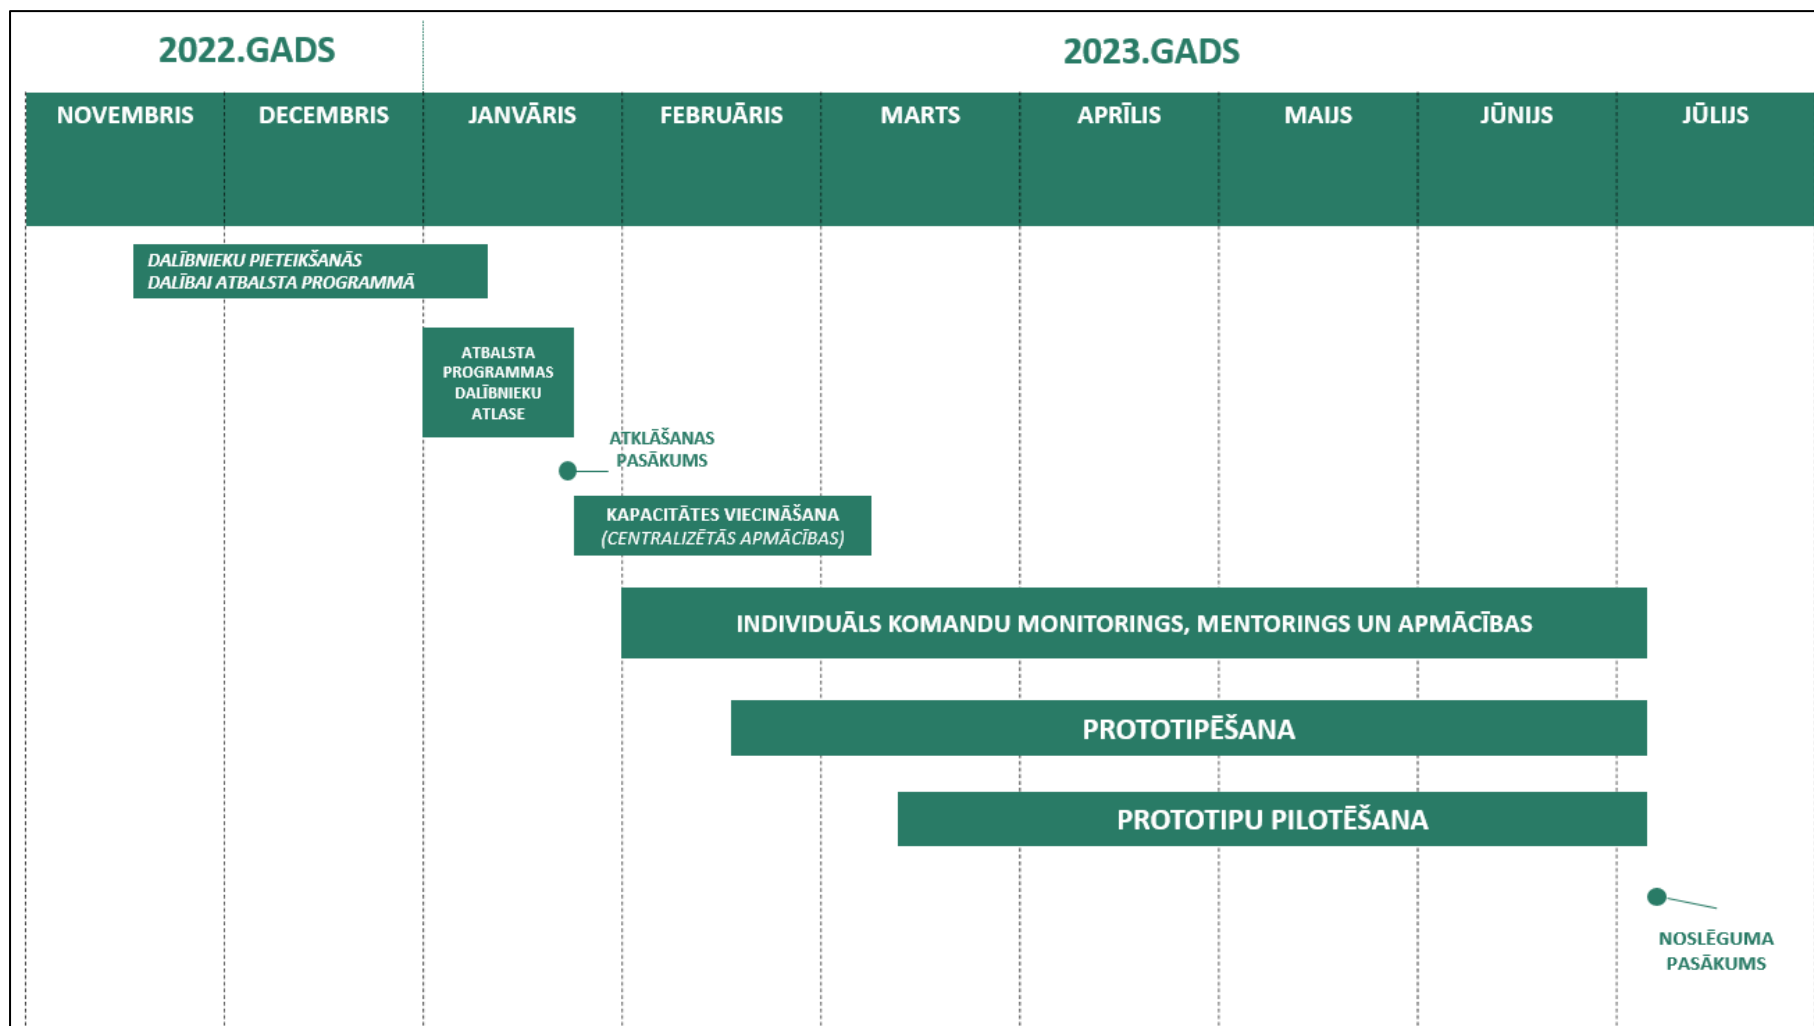 2022.GADS
2023.GADS
NOVEMBRIS
DECEMBRIS
JANVĀRIS
FEBRUĀRIS
MARTS
APRĪLIS
MAIJS
JŪNIJS
JŪLIJS
DALĪBNIEKU PIETEIKŠANĀS
DALĪBAI ATBALSTA PROGRAMMĀ
ATBALSTA
PROGRAMMAS
DALĪBNIEKU
ATLASE
ATKLĀŠANAS
PASĀKUMS
KAPACITĀTES VIECINĀŠANA
(CENTRALIZĒTĀS APMĀCĪBAS)
INDIVIDUĀLS KOMANDU MONITORINGS, MENTORINGS UN APMĀCĪBAS
PROTOTIPĒŠANA
PROTOTIPU PILOTĒŠANA
NOSLĒGUMA
PASĀKUMS